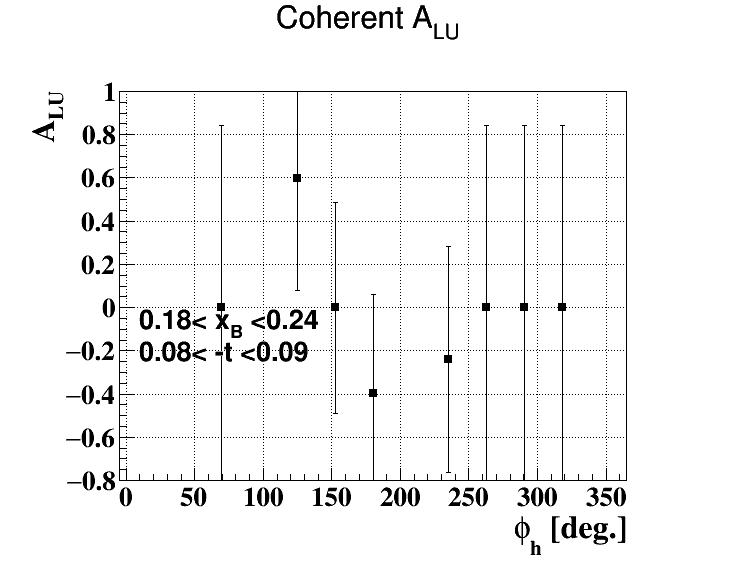 Coherent A_LU
A_LU
1
0.8
0.6
0.4
0.2
0
−0.2
−0.4
−0.6
−0.8
0.18< x_B <0.24
0.08< -t <0.09
0 50 100 150 200 250 300 350
ϕ_h [deg.]